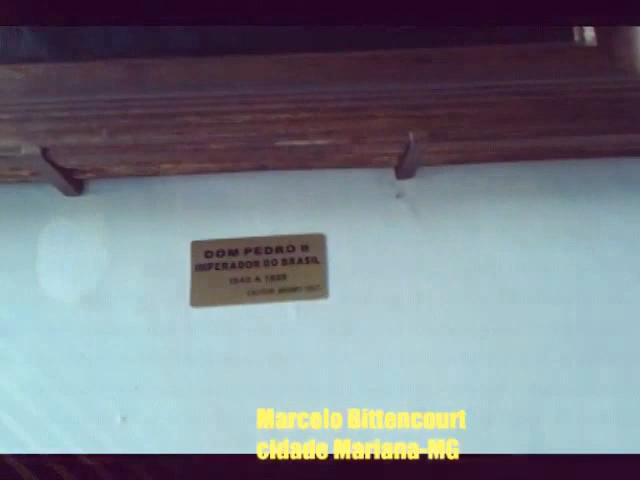 DOM PEDRO II
IMPERADOR DO BRASIL
1840 A 1889
Marcelo Bittencourt
cidade Mariana-MG